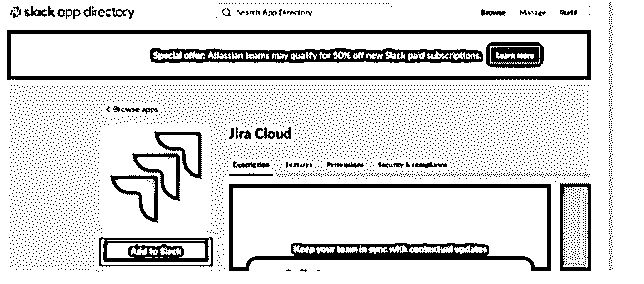 slack app directory
Search App Directory
Browse Manage Build
Special offer: Atlassian teams may qualify for 50% off new Slack paid subscriptions.
Learn more
< Browse apps
Jira Cloud
Description Features Permissions Security & compliance
Keep your team in sync with contextual updates
Add to Slack